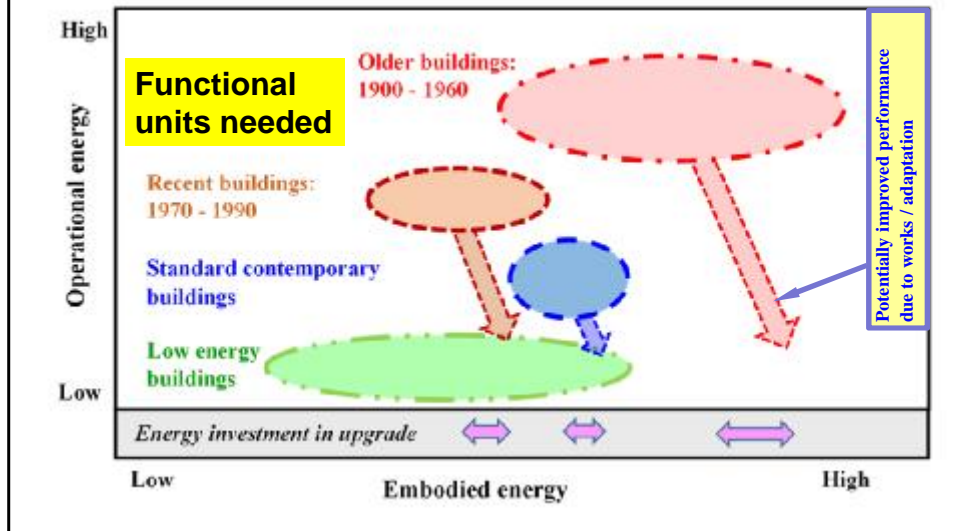 High
Functional
units needed
Older buildings:
1900 - 1960
Recent buildings:
1970 - 1990
Standard contemporary
buildings
Low energy
buildings
Low
Operational energy
Potentially improved performance
due to works / adaptation
Energy investment in upgrade
Low
Embodied energy
High